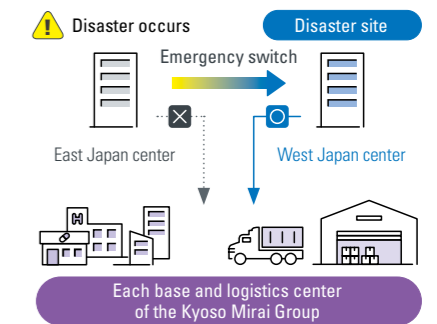 Disaster occurs
Disaster site
Emergency switch
East Japan center
West Japan center
H
Each base and logistics center
of the Kyoso Mirai Group